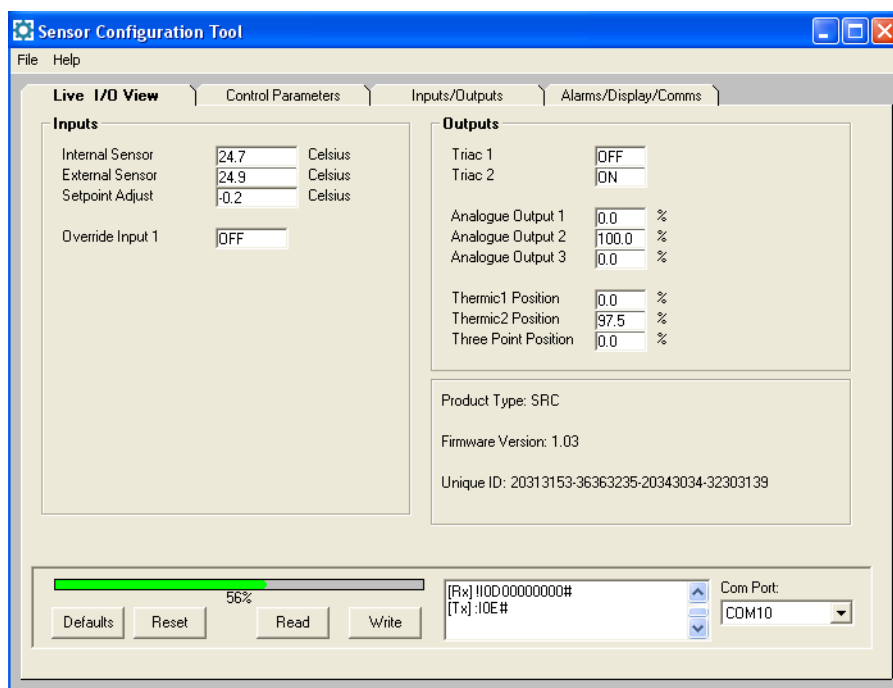 Sensor Configuration Tool
File Help
Live I/O View Control Parameters Inputs/Outputs Alarms/Display/Comms
Inputs
Internal Sensor 24.7 Celsius
External Sensor 24.9 Celsius
Setpoint Adjust -0.2 Celsius
Override Input 1 OFF
Outputs
Triac 1 OFF
Triac 2 ON
Analogue Output 1 0.0 %
Analogue Output 2 100.0 %
Analogue Output 3 0.0 %
Thermic1 Position 0.0 %
Thermic2 Position 97.5 %
Three Point Position 0.0 %
Product Type: SRC
Firmware Version: 1.03
Unique ID: 20313153-36363235-20343034-32303139
56%
Defaults Reset Read Write
[Rx] !I0D00000000#
[Tx] :I0E#
Com Port:
COM10